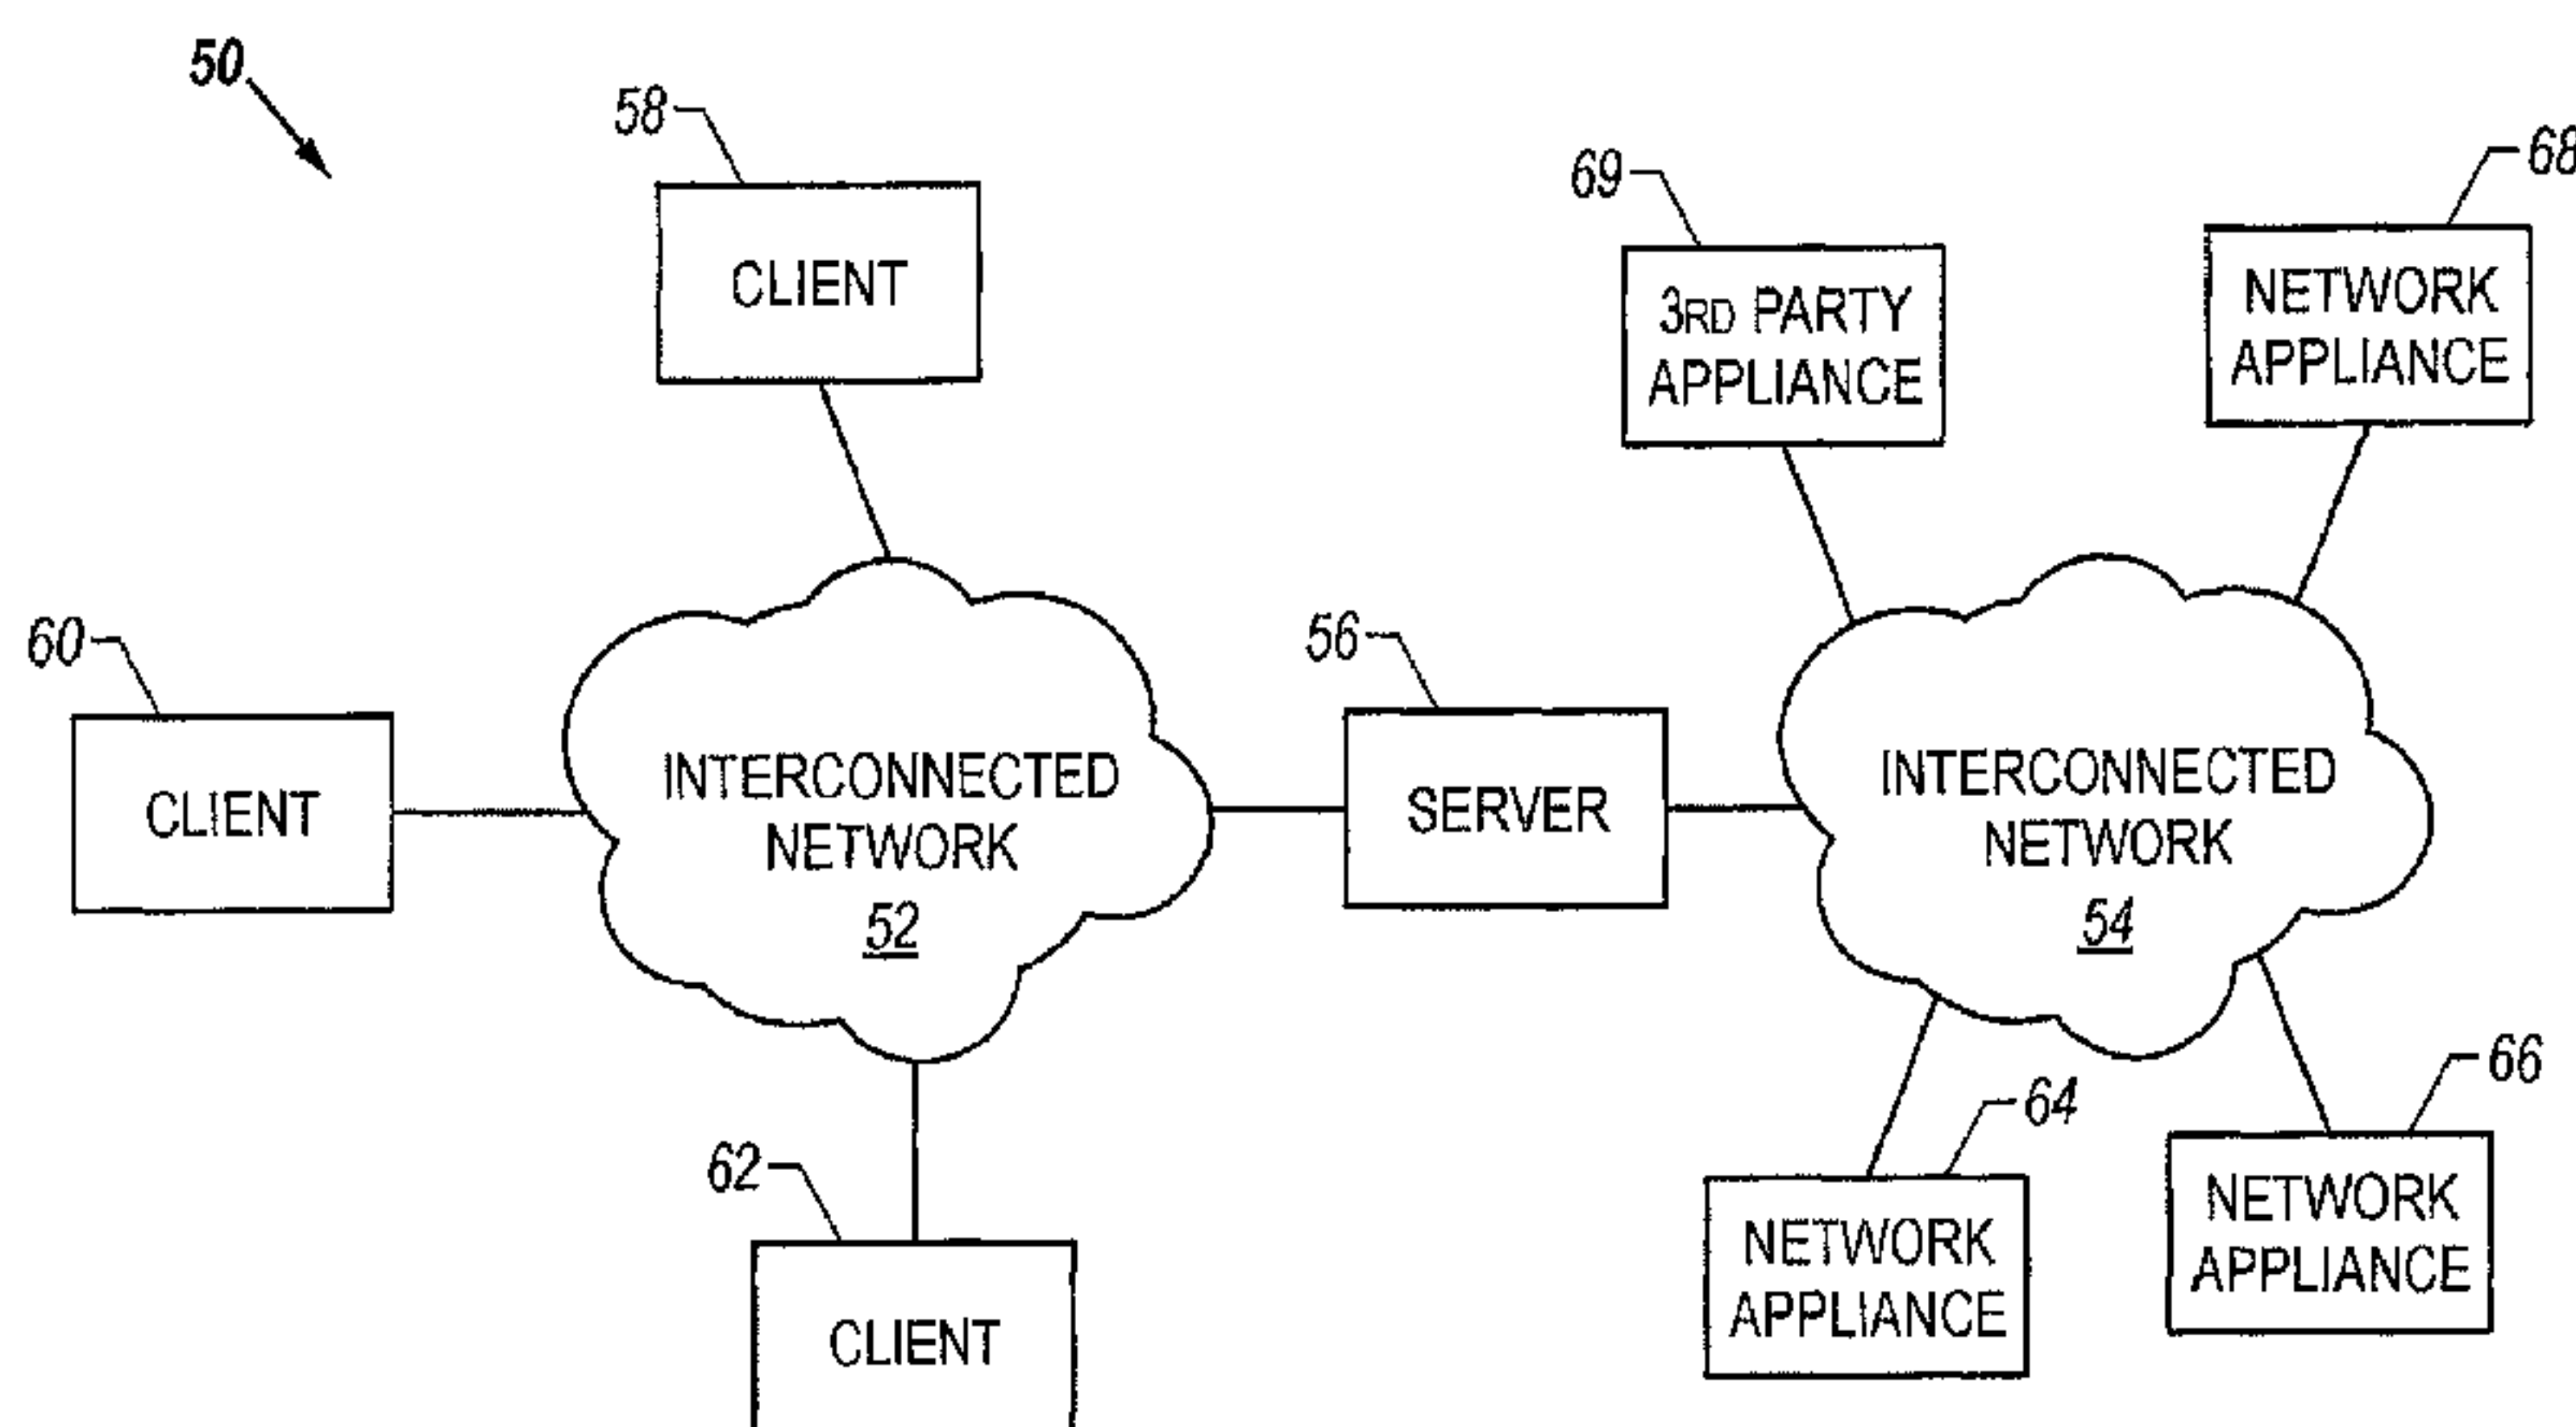 50
58
CLIENT
69
3RD PARTY
APPLIANCE
68
NETWORK
APPLIANCE
60
CLIENT
INTERCONNECTED
NETWORK
52
56
SERVER
INTERCONNECTED
NETWORK
54
62
CLIENT
64
NETWORK
APPLIANCE
66
NETWORK
APPLIANCE